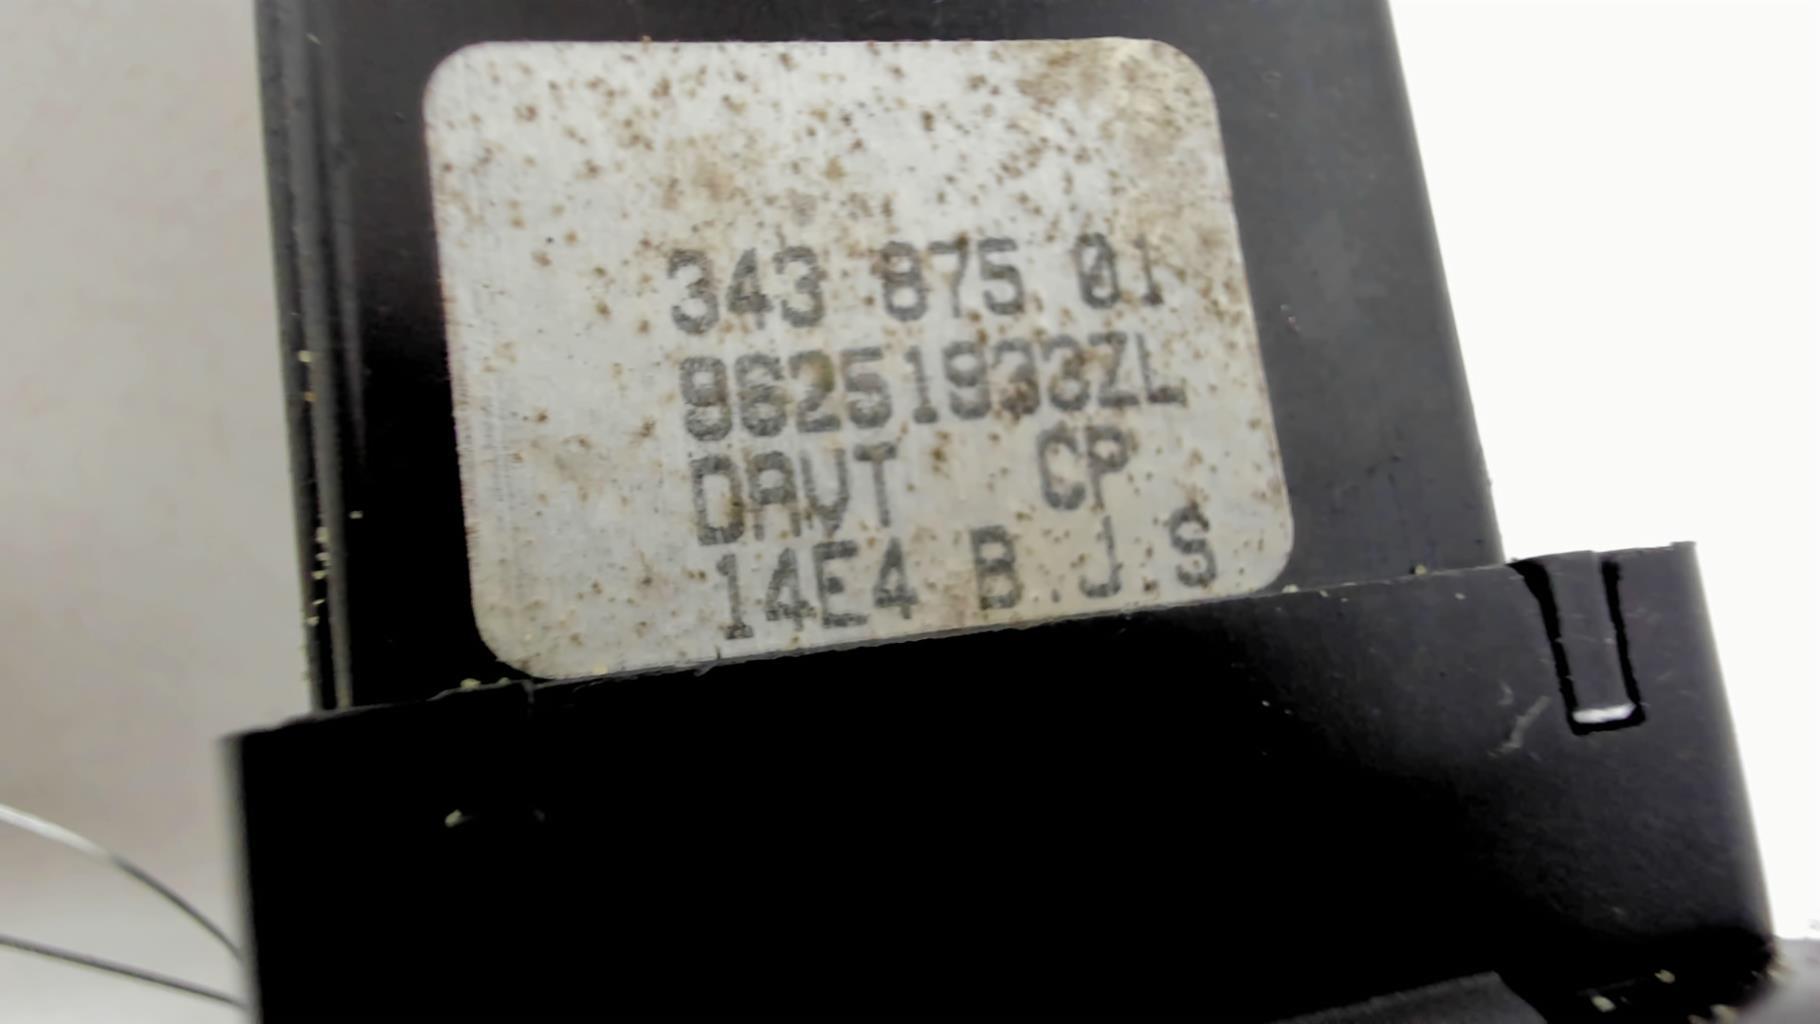 343 875 01
96251933ZL
DAVT CP
14E4 B.J.S